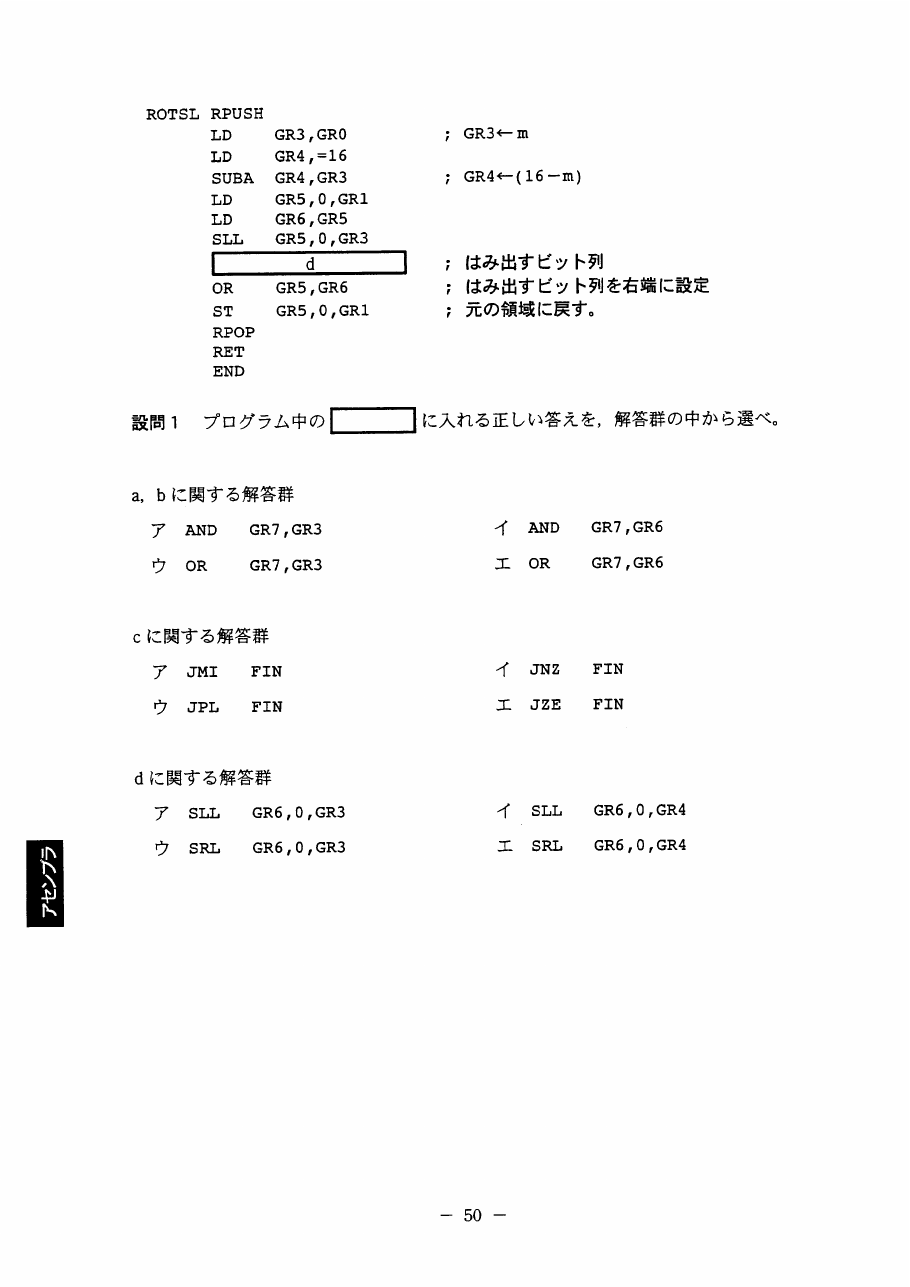 ROTSL RPUSH
LD GR3,GR0 ; GR3←m
LD GR4,=16
SUBA GR4,GR3 ; GR4←(16-m)
LD GR5,0,GR1
LD GR6,GR5
SLL GR5,0,GR3
d ; はみ出すビット列
OR GR5,GR6 ; はみ出すビット列を右端に設定
ST GR5,0,GR1 ; 元の領域に戻す。
RPOP
RET
END
設問1 プログラム中の に入れる正しい答えを，解答群の中から選べ。
a, b に関する解答群
ア AND GR7,GR3 イ AND GR7,GR6
ウ OR GR7,GR3 エ OR GR7,GR6
c に関する解答群
ア JMI FIN イ JNZ FIN
ウ JPL FIN エ JZE FIN
d に関する解答群
ア SLL GR6,0,GR3 イ SLL GR6,0,GR4
ウ SRL GR6,0,GR3 エ SRL GR6,0,GR4
アセンブラ
— 50 —